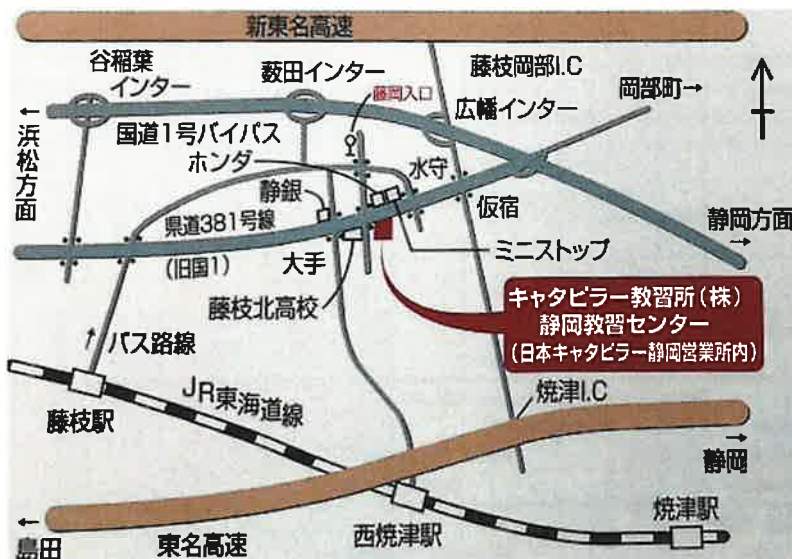 新東名高速
谷稲葉
インター
薮田インター
藤枝岡部I.C
岡部町→
藤岡入口
広幡インター
←
浜松方面
国道1号バイパス
ホンダ
水守
静銀
仮宿
県道381号線
静岡方面
→
(旧国1)
大手
ミニストップ
藤枝北高校
キャタピラー教習所(株)
静岡教習センター
(日本キャタピラー静岡営業所内)
↑
バス路線
JR東海道線
焼津I.C
藤枝駅
→
静岡
←
島田
東名高速
西焼津駅
焼津駅